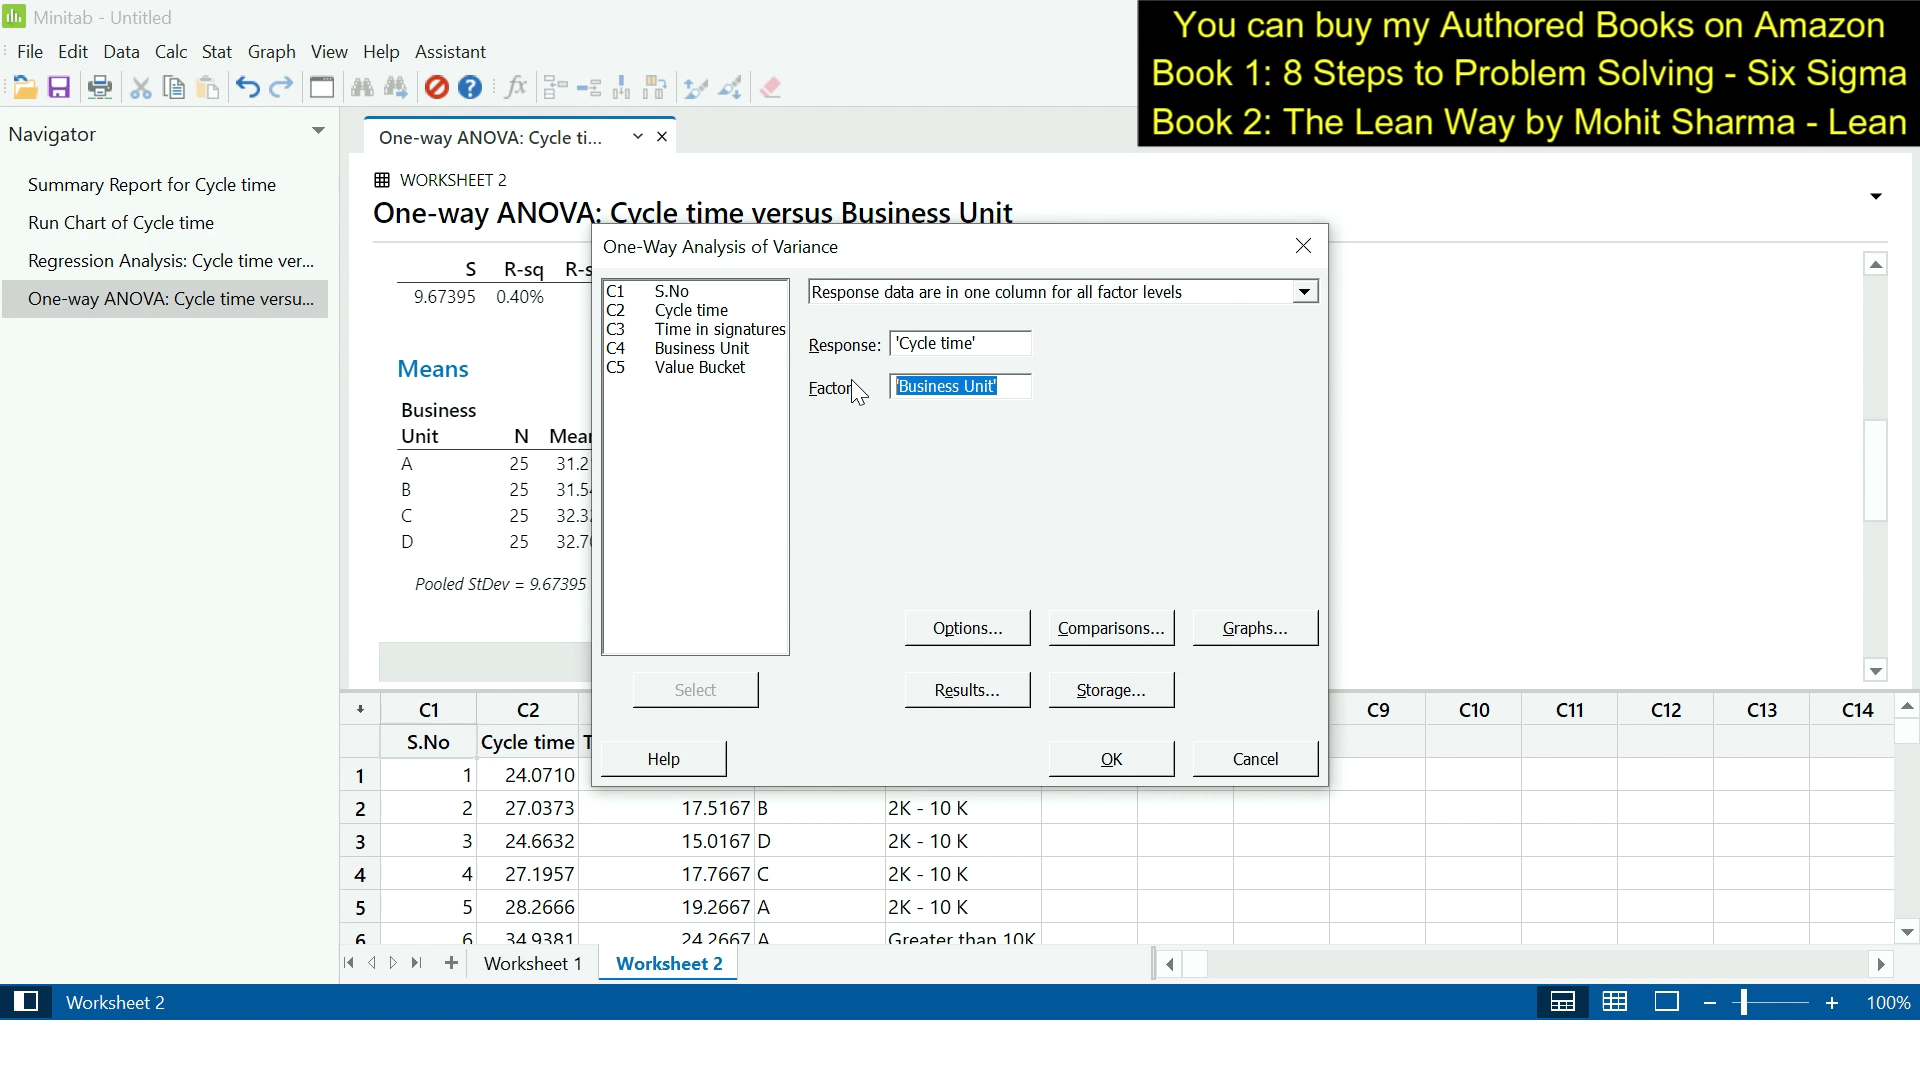 Minitab - Untitled
You can buy my Authored Books on Amazon
Book 1: 8 Steps to Problem Solving - Six Sigma
Book 2: The Lean Way by Mohit Sharma - Lean
File Edit Data Calc Stat Graph View Help Assistant
Navigator
Summary Report for Cycle time
Run Chart of Cycle time
Regression Analysis: Cycle time ver...
One-way ANOVA: Cycle time versu...
One-way ANOVA: Cycle ti...
WORKSHEET 2
One-way ANOVA: Cycle time versus Business Unit
S R-sq
9.67395 0.40%
Means
Business
Unit N
A 25
B 25
C 25
D 25
Pooled StDev = 9.67395
One-Way Analysis of Variance
C1 S.No
C2 Cycle time
C3 Time in signatures
C4 Business Unit
C5 Value Bucket
Response data are in one column for all factor levels
Response: 'Cycle time'
Factor 'Business Unit'
Options... Comparisons... Graphs...
Select Results... Storage...
Help OK Cancel
C1 C2 C9 C10 C11 C12 C13 C14
S.No Cycle time
1 1 24.0710
2 2 27.0373 17.5167 B 2K - 10 K
3 3 24.6632 15.0167 D 2K - 10 K
4 4 27.1957 17.7667 C 2K - 10 K
5 5 28.2666 19.2667 A 2K - 10 K
6 6 34.9381 24.2667 A Greater than 10K
Worksheet 1 Worksheet 2
Worksheet 2 100%